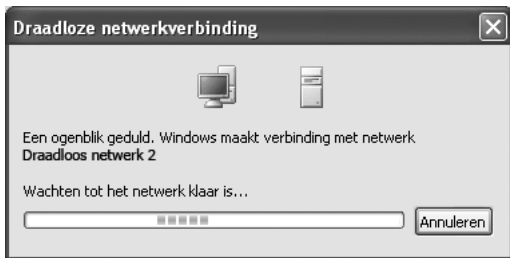 Draadloze netwerkverbinding
Een ogenblik geduld. Windows maakt verbinding met netwerk
Draadloos netwerk 2
Wachten tot het netwerk klaar is...
Annuleren